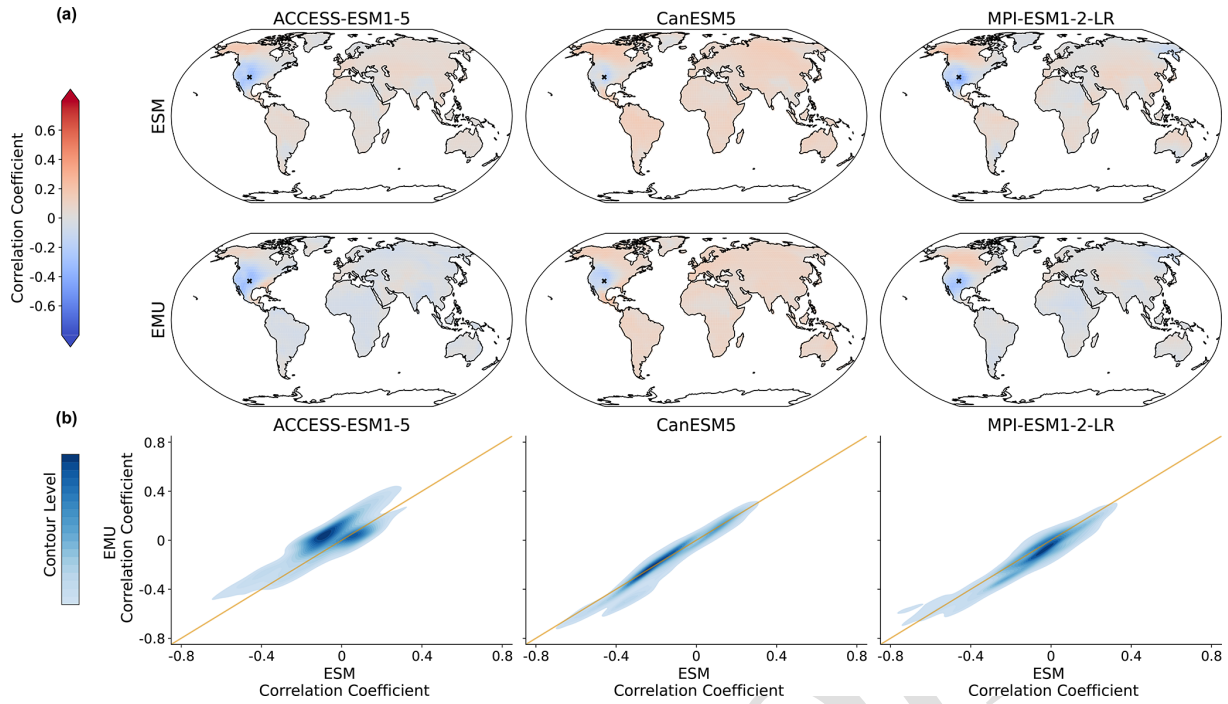 (a)
ACCESS-ESM1-5
CanESM5
MPI-ESM1-2-LR
ESM
EMU
Correlation Coefficient
0.6
0.4
0.2
0
-0.2
-0.4
-0.6
(b)
ACCESS-ESM1-5
CanESM5
MPI-ESM1-2-LR
Contour Level
EMU
Correlation Coefficient
0.8
0.4
0
-0.4
-0.8
-0.8 -0.4 0 0.4 0.8
-0.8 -0.4 0 0.4 0.8
-0.8 -0.4 0 0.4 0.8
ESM
Correlation Coefficient
ESM
Correlation Coefficient
ESM
Correlation Coefficient